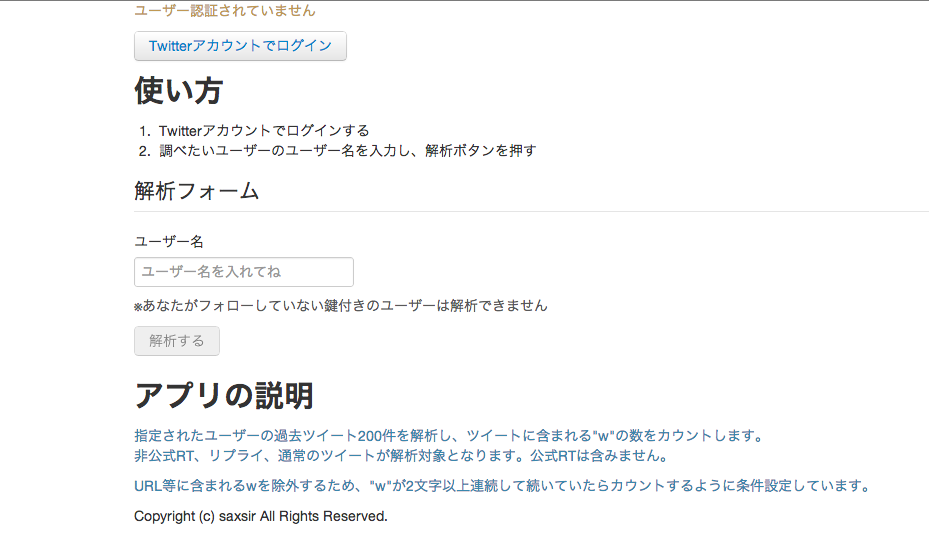 ユーザー認証されていません
Twitterアカウントでログイン
使い方
1. Twitterアカウントでログインする
2. 調べたいユーザーのユーザー名を入力し、解析ボタンを押す
解析フォーム
ユーザー名
ユーザー名を入れてね
※あなたがフォローしていない鍵付きのユーザーは解析できません
解析する
アプリの説明
指定されたユーザーの過去ツイート200件を解析し、ツイートに含まれる"w"の数をカウントします。
非公式RT、リプライ、通常のツイートが解析対象となります。公式RTは含みません。
URL等に含まれるwを除外するため、"w"が2文字以上連続して続いていたらカウントするように条件設定しています。
Copyright (c) saxsir All Rights Reserved.